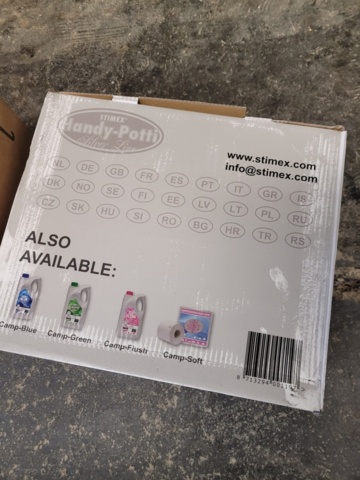 STIMEX
Handy-Potti
www.stimex.com
info@stimex.com
NL DE GB FR ES PT IT GR IS
DK NO SE FI EE LV LT PL RU
CZ SK HU SI RO BG HR TR RS
ALSO
AVAILABLE:
Camp-Blue
Camp-Green
Camp-Flush
Camp-Soft